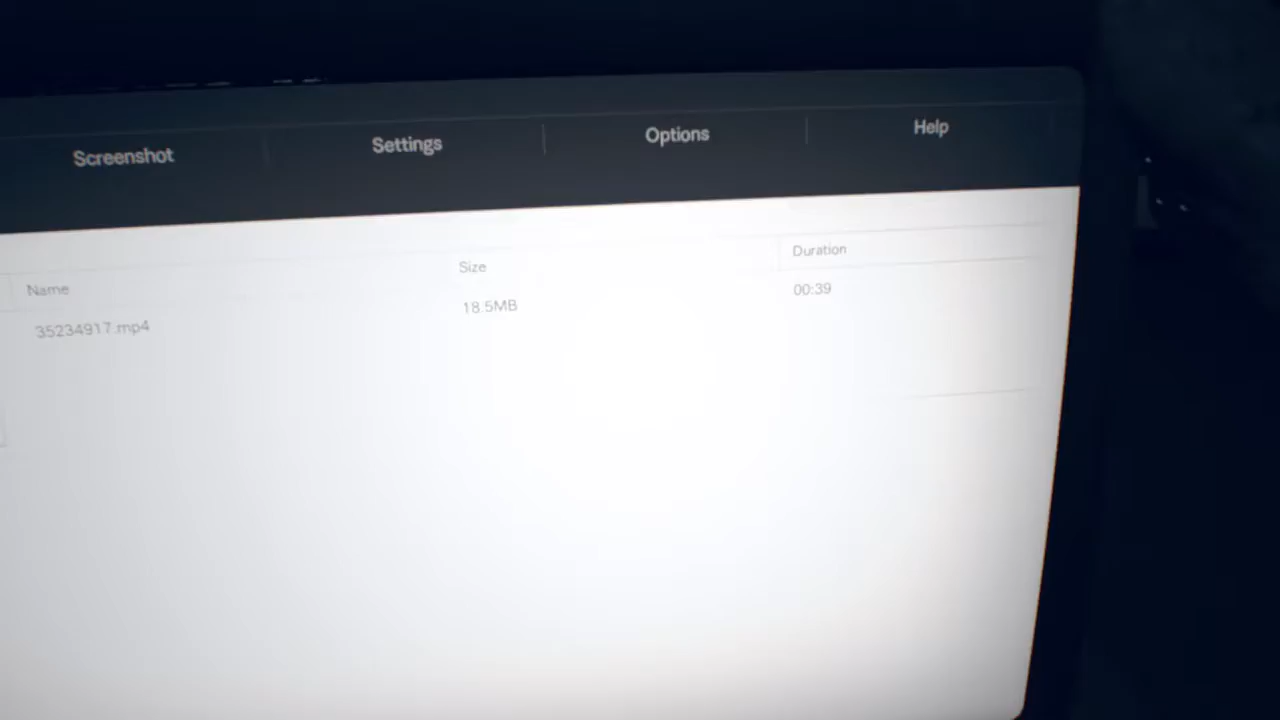 Screenshot Settings Options Help
Name Size Duration
35234917.mp4 18.5MB 00:39